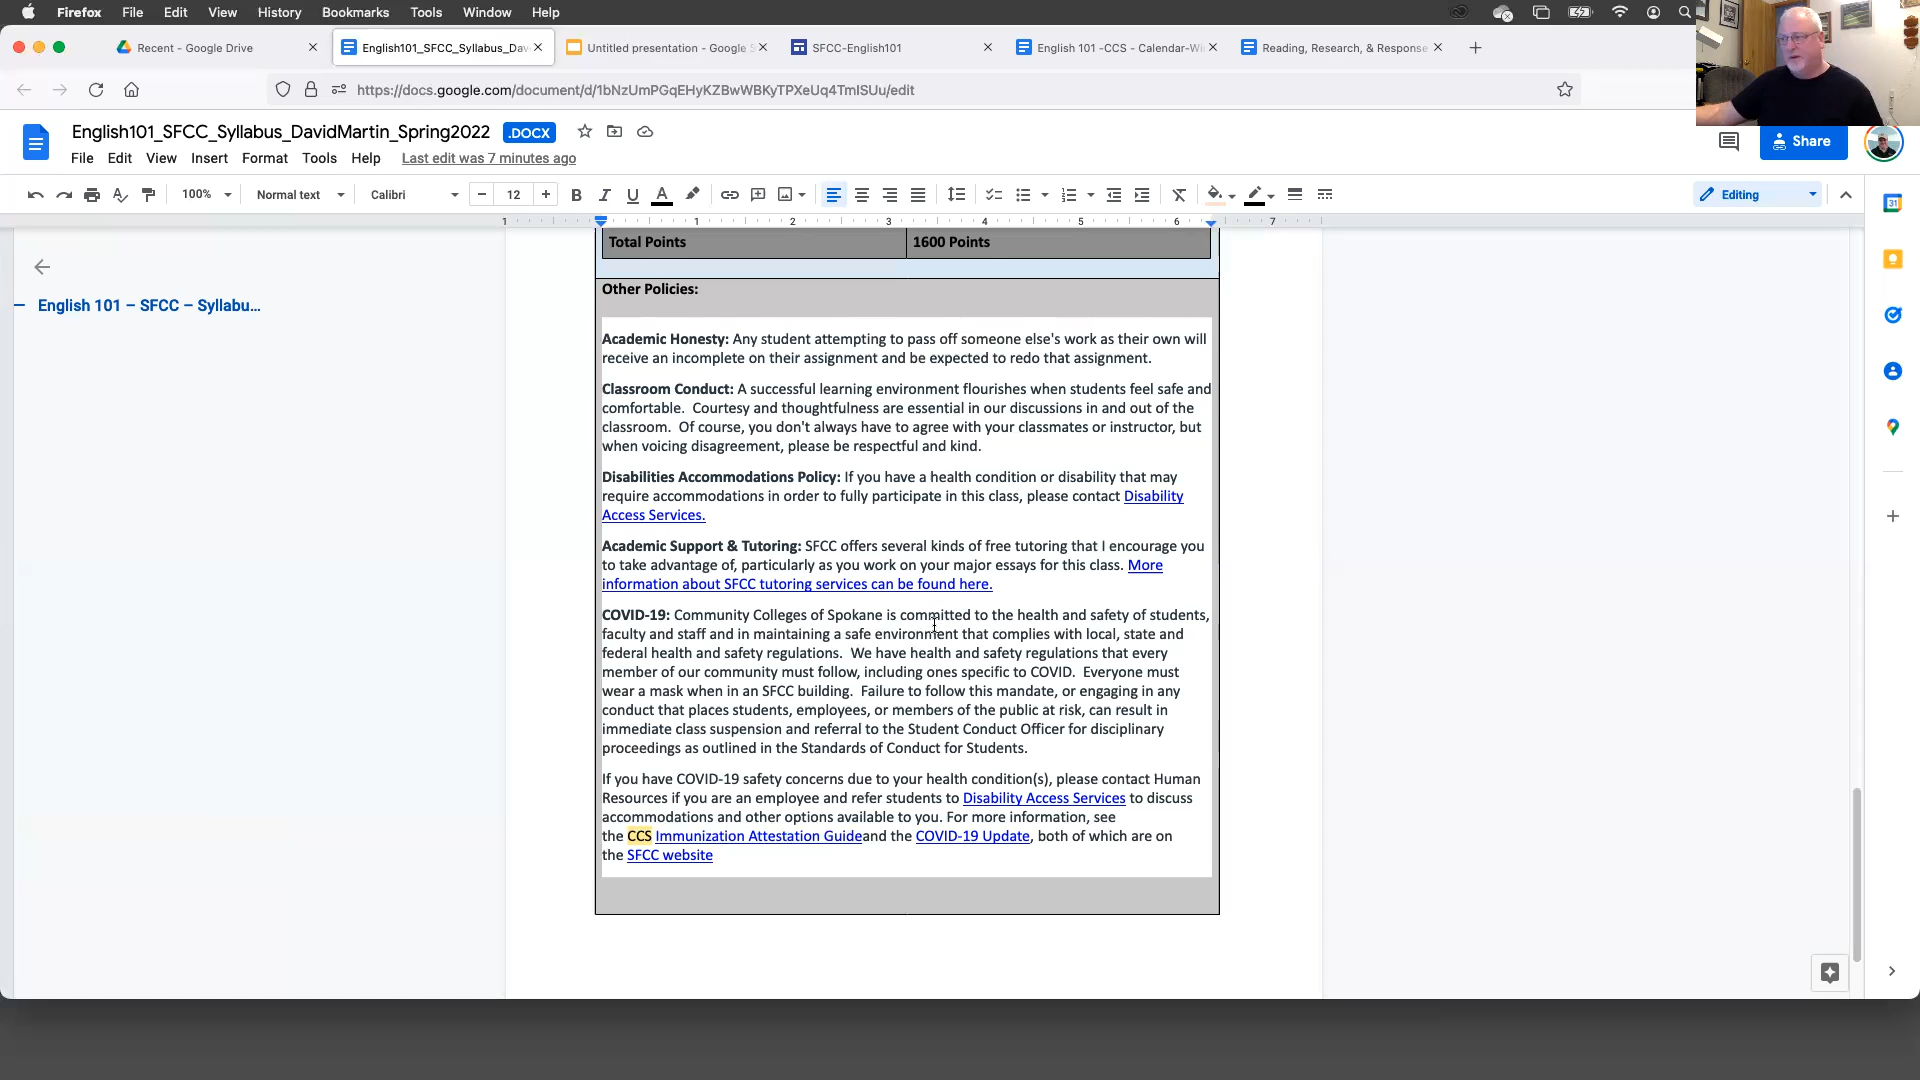 Firefox File Edit View History Bookmarks Tools Window Help
Recent - Google Drive
English101_SFCC_Syllabus_Dav
Untitled presentation - Google S
SFCC-English101
English 101 -CCS - Calendar-Wi
Reading, Research, & Response
https://docs.google.com/document/d/1bNzUmPGqEHyKZBwWBKyTPXeUq4TmISUu/edit
English101_SFCC_Syllabus_DavidMartin_Spring2022 .DOCX
Share
File Edit View Insert Format Tools Help Last edit was 7 minutes ago
100% Normal text Calibri − 12 + B I U A Editing
31
1 1 2 3 4 5 6 7
English 101 – SFCC – Syllabu...
Total Points 1600 Points
Other Policies:
Academic Honesty: Any student attempting to pass off someone else's work as their own will
receive an incomplete on their assignment and be expected to redo that assignment.
Classroom Conduct: A successful learning environment flourishes when students feel safe and
comfortable.  Courtesy and thoughtfulness are essential in our discussions in and out of the
classroom.  Of course, you don't always have to agree with your classmates or instructor, but
when voicing disagreement, please be respectful and kind.
Disabilities Accommodations Policy: If you have a health condition or disability that may
require accommodations in order to fully participate in this class, please contact Disability
Access Services.
Academic Support & Tutoring: SFCC offers several kinds of free tutoring that I encourage you
to take advantage of, particularly as you work on your major essays for this class. More
information about SFCC tutoring services can be found here.
COVID-19: Community Colleges of Spokane is committed to the health and safety of students,
faculty and staff and in maintaining a safe environment that complies with local, state and
federal health and safety regulations.  We have health and safety regulations that every
member of our community must follow, including ones specific to COVID.  Everyone must
wear a mask when in an SFCC building.  Failure to follow this mandate, or engaging in any
conduct that places students, employees, or members of the public at risk, can result in
immediate class suspension and referral to the Student Conduct Officer for disciplinary
proceedings as outlined in the Standards of Conduct for Students.
If you have COVID-19 safety concerns due to your health condition(s), please contact Human
Resources if you are an employee and refer students to Disability Access Services to discuss
accommodations and other options available to you. For more information, see
the CCS Immunization Attestation Guideand the COVID-19 Update, both of which are on
the SFCC website